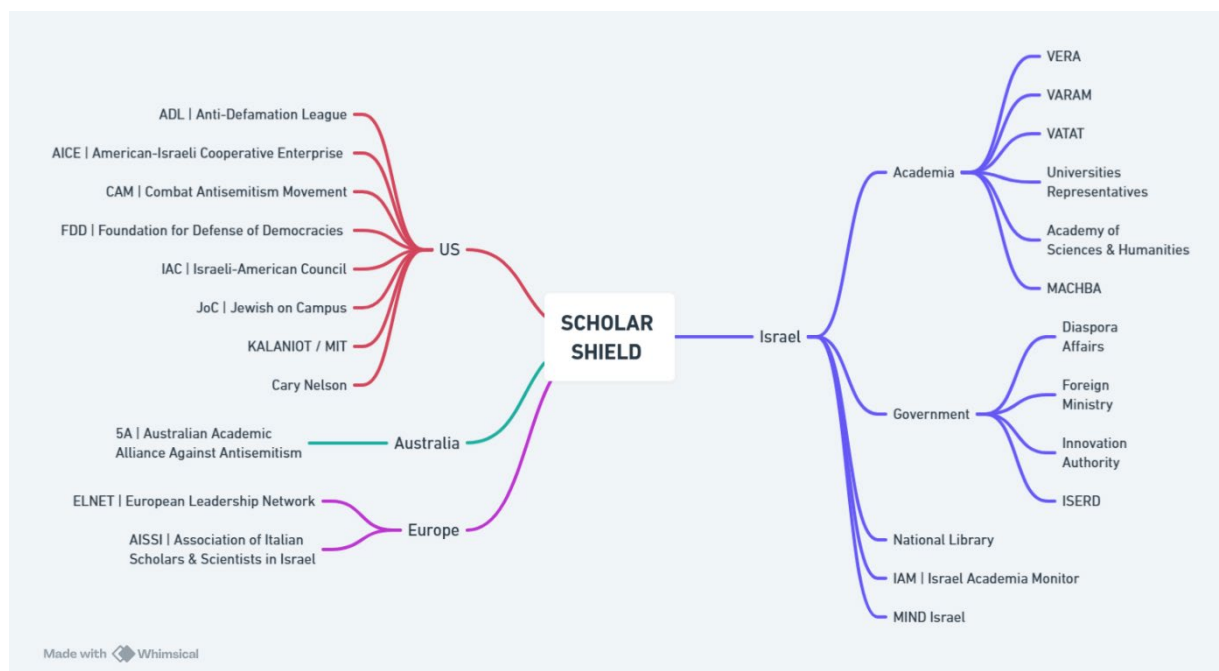 SCHOLAR
SHIELD
US
ADL | Anti-Defamation League
AICE | American-Israeli Cooperative Enterprise
CAM | Combat Antisemitism Movement
FDD | Foundation for Defense of Democracies
IAC | Israeli-American Council
JoC | Jewish on Campus
KALANIOT / MIT
Cary Nelson
Australia
5A | Australian Academic
Alliance Against Antisemitism
Europe
ELNET | European Leadership Network
AISSI | Association of Italian
Scholars & Scientists in Israel
Israel
Academia
VERA
VARAM
VATAT
Universities
Representatives
Academy of
Sciences & Humanities
MACHBA
Government
Diaspora
Affairs
Foreign
Ministry
Innovation
Authority
ISERD
National Library
IAM | Israel Academia Monitor
MIND Israel
Made with Whimsical